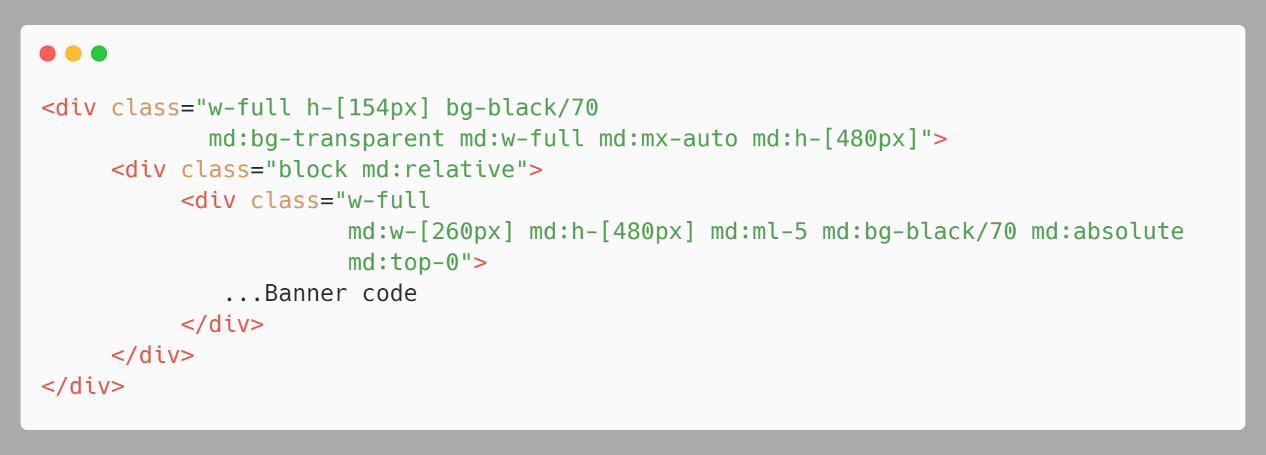 <div class="w-full h-[154px] bg-black/70
            md:bg-transparent md:w-full md:mx-auto md:h-[480px]">
     <div class="block md:relative">
          <div class="w-full
                      md:w-[260px] md:h-[480px] md:ml-5 md:bg-black/70 md:absolute
                      md:top-0">
             ...Banner code
          </div>
     </div>
</div>